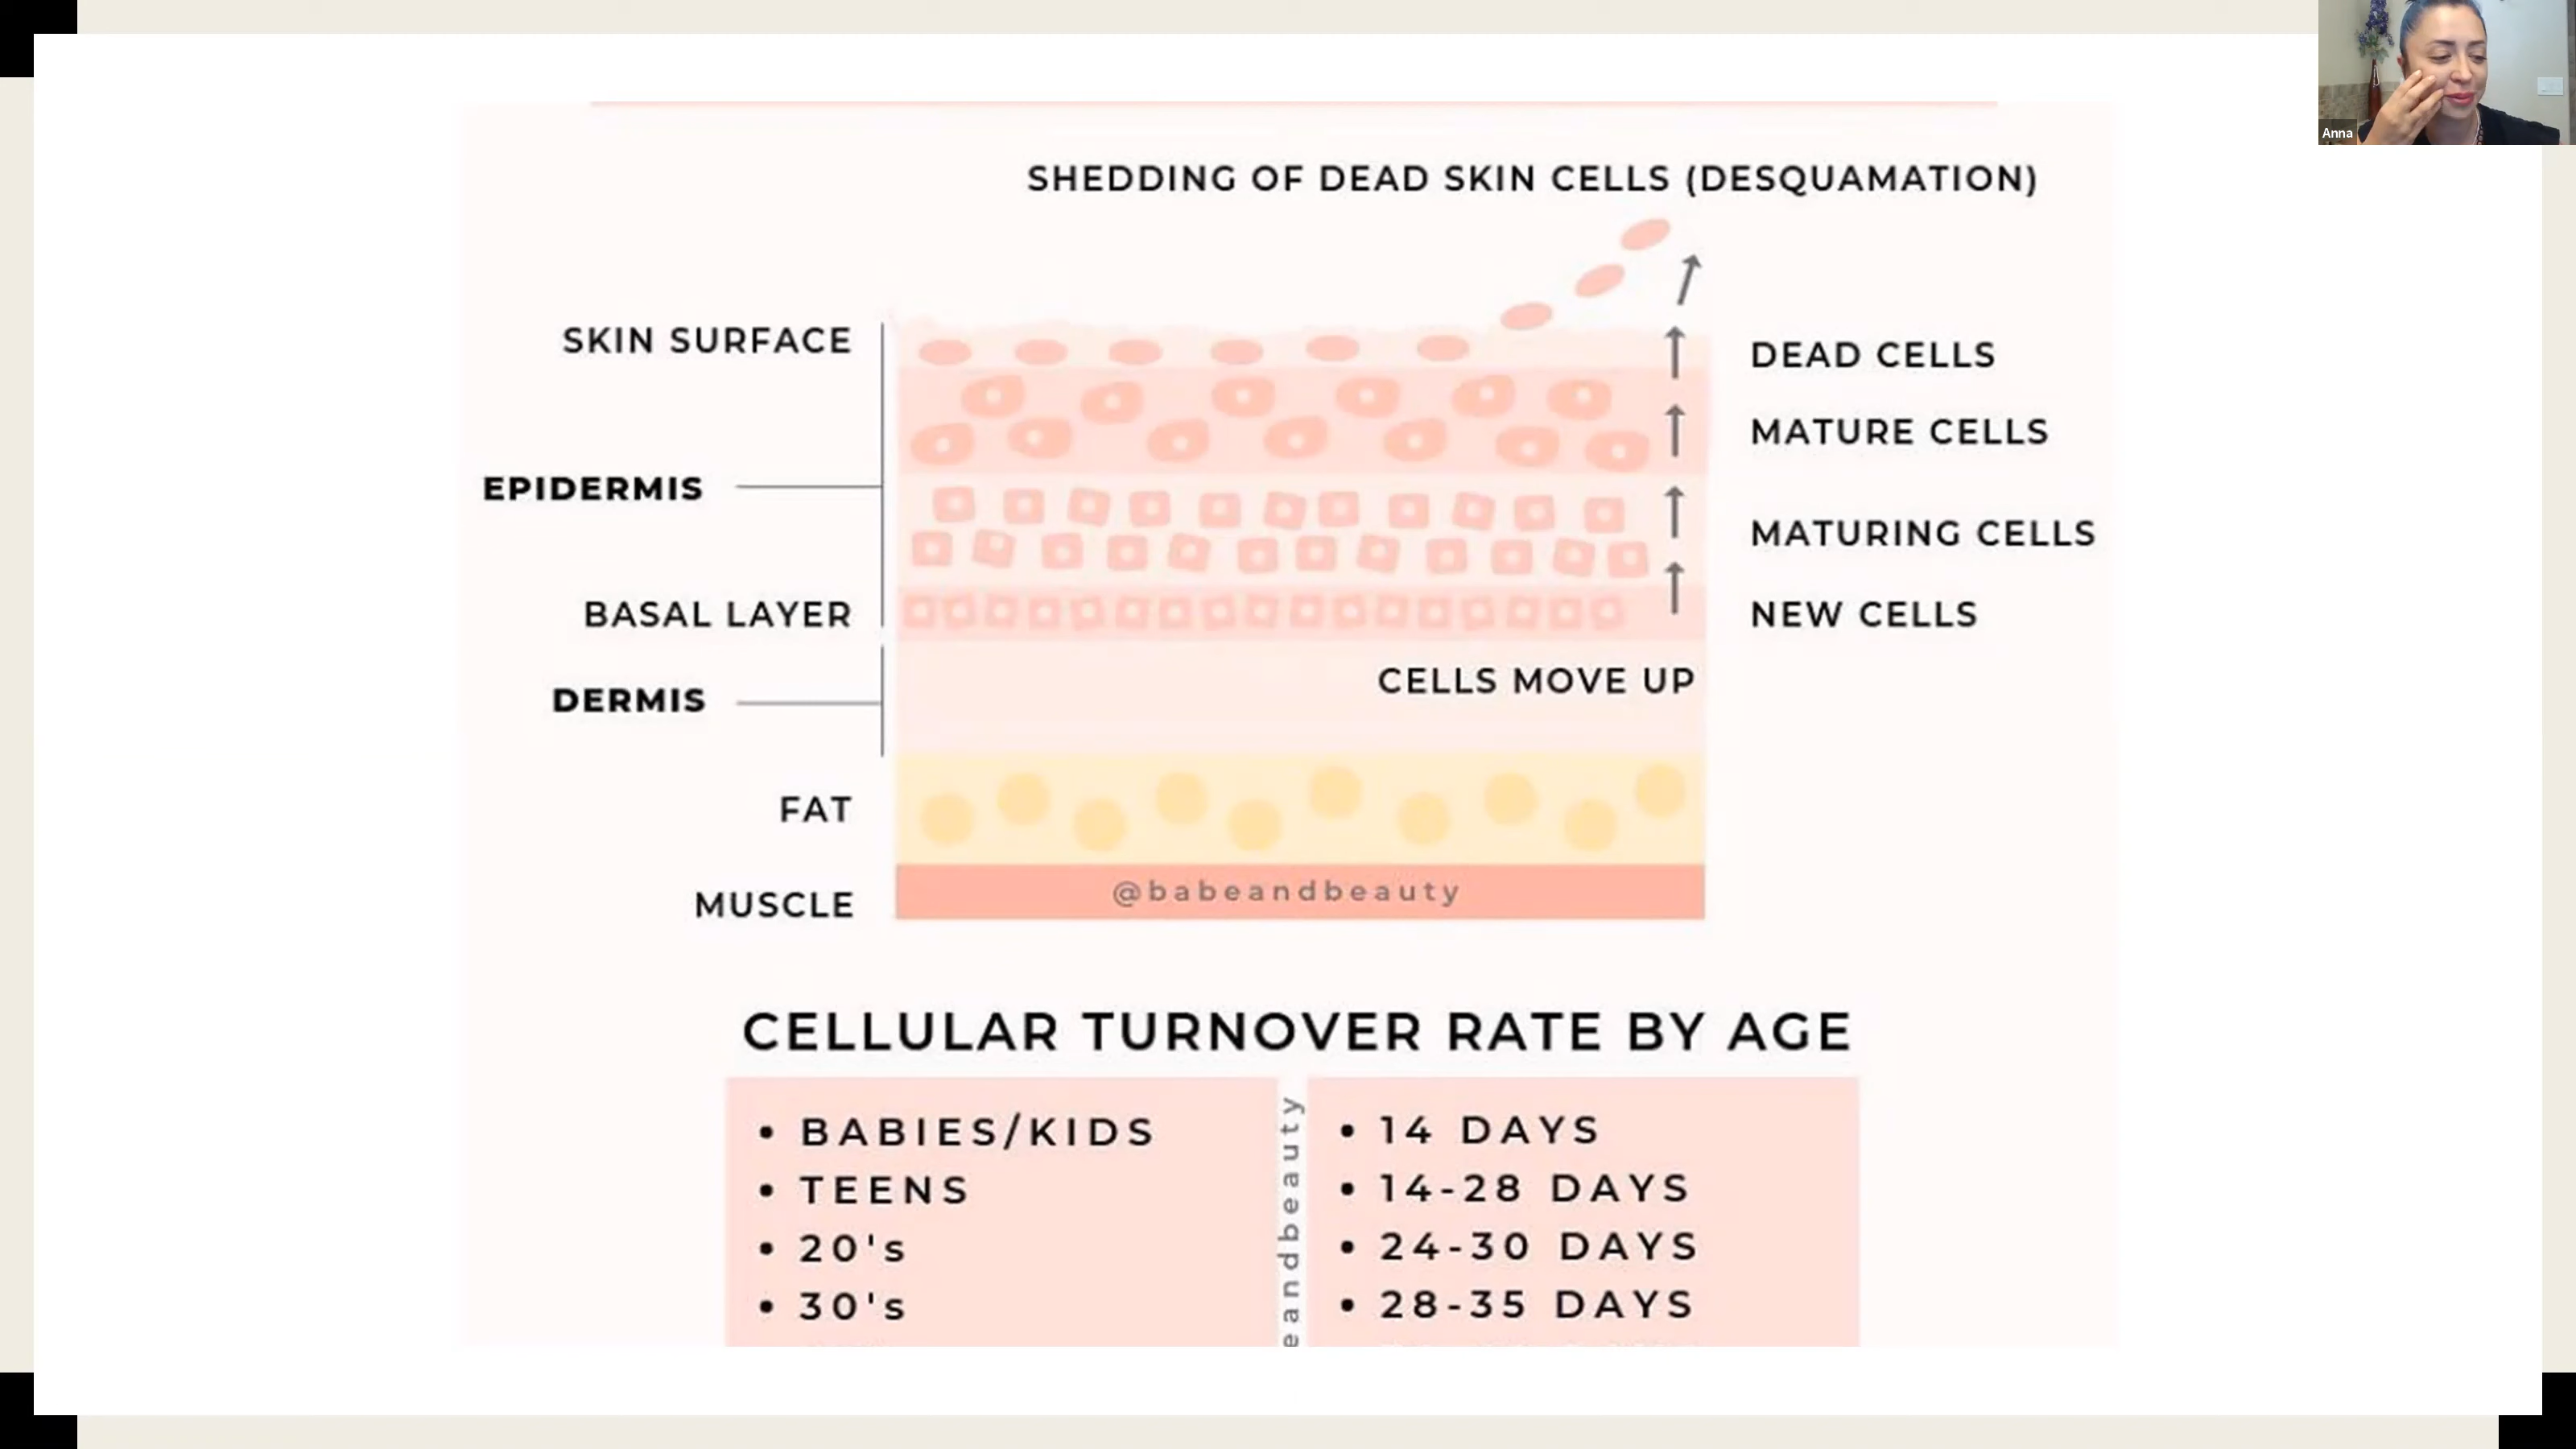 Anna
SHEDDING OF DEAD SKIN CELLS (DESQUAMATION)
SKIN SURFACE
DEAD CELLS
MATURE CELLS
EPIDERMIS
MATURING CELLS
BASAL LAYER
NEW CELLS
CELLS MOVE UP
DERMIS
FAT
MUSCLE
@babeandbeauty
CELLULAR TURNOVER RATE BY AGE
• BABIES/KIDS
• TEENS
• 20's
• 30's
eandbeauty
• 14 DAYS
• 14-28 DAYS
• 24-30 DAYS
• 28-35 DAYS